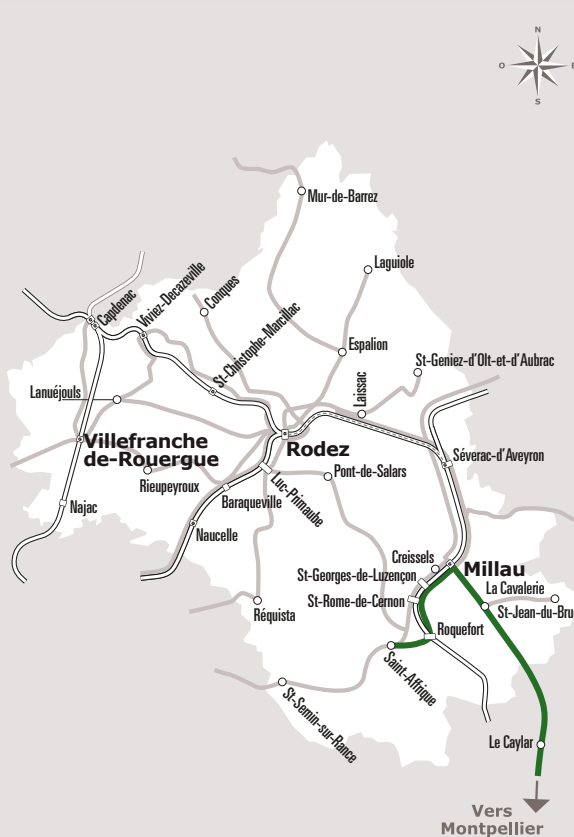 N
O
E
S
Mur-de-Barrez
Laguiole
Capdenac
Viviez-Decazeville
Conques
St-Christophe-Marcillac
Espalion
St-Geniez-d'Olt-et-d'Aubrac
Laissac
Lanuéjouls
Villefranche
de-Rouergue
Rodez
Séverac-d'Aveyron
Rieupeyroux
Luc-Primaube
Pont-de-Salars
Baraqueville
Najac
Naucelle
Creissels
Millau
St-Georges-de-Luzençon
La Cavalerie
St-Rome-de-Cernon
St-Jean-du-Bru
Réquista
Roquefort
Saint-Affrique
St-Sernin-sur-Rance
Le Caylar
Vers
Montpellier